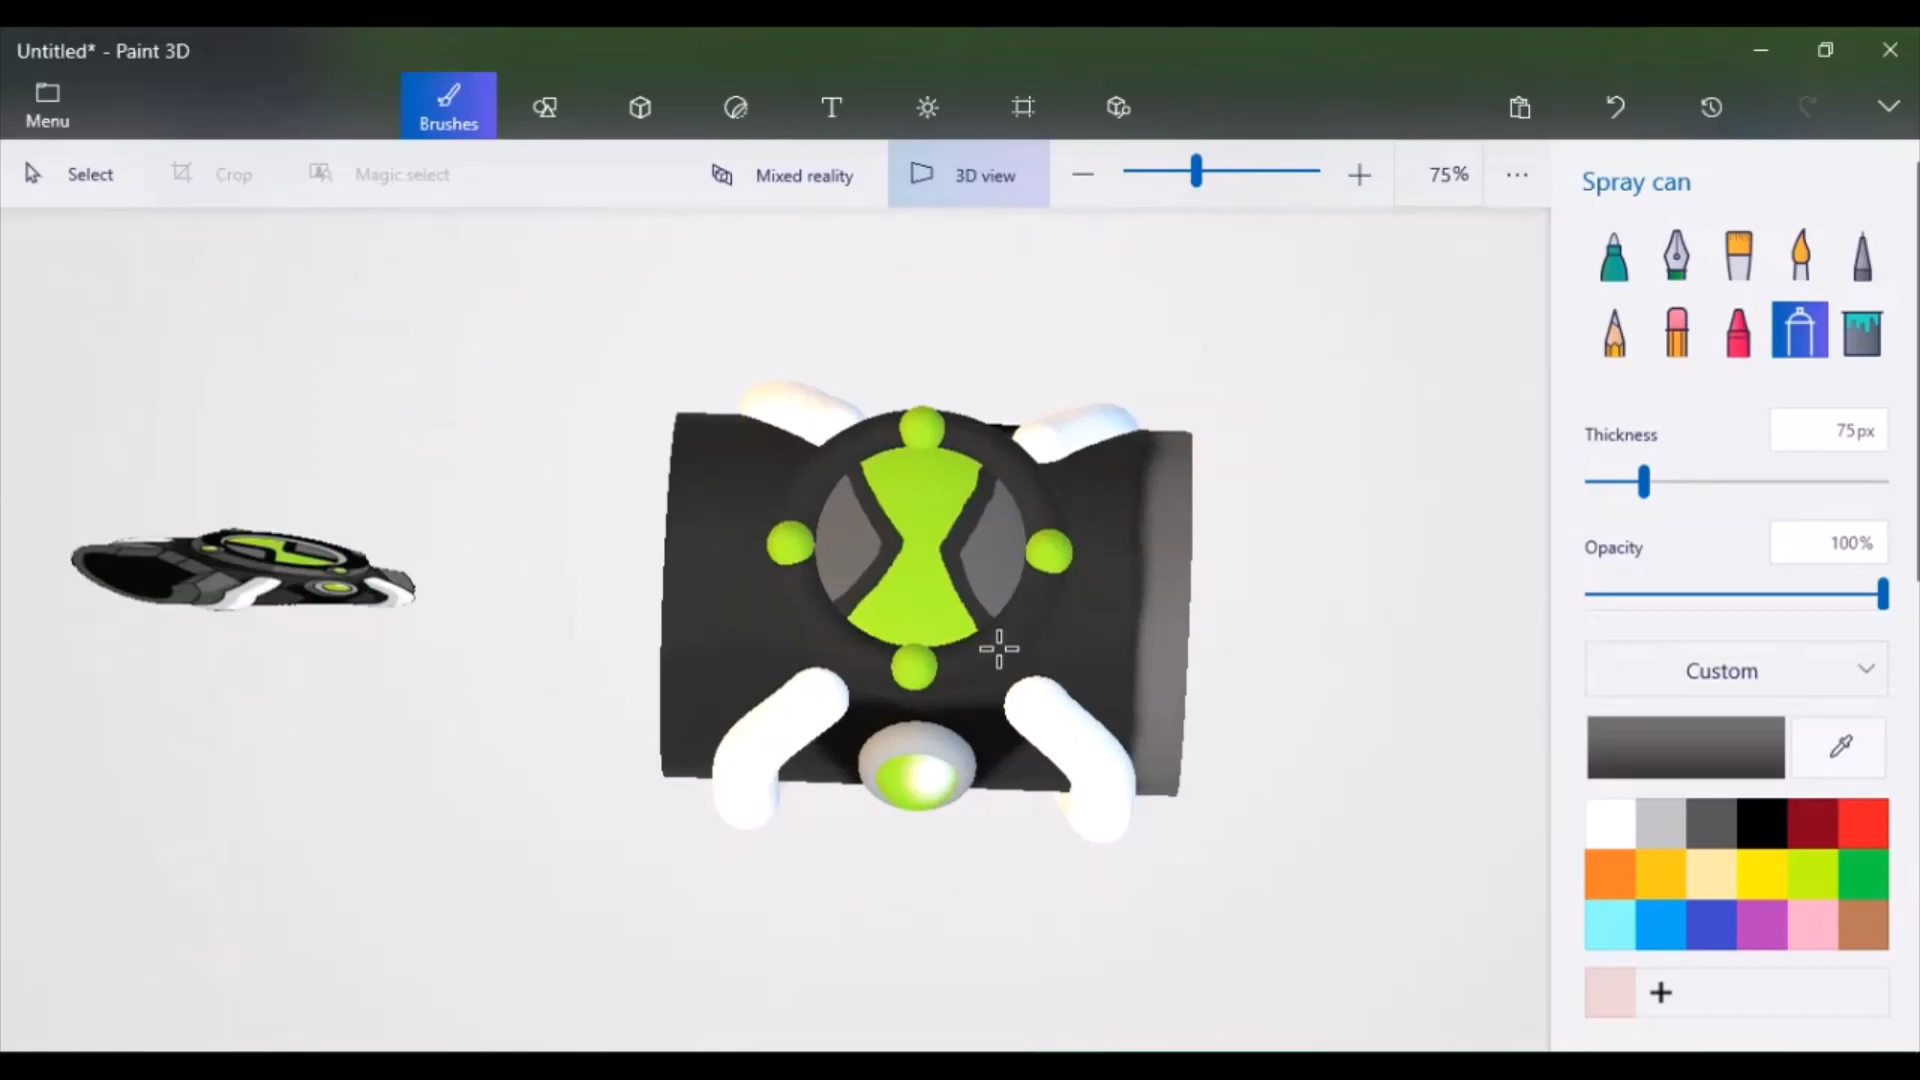 Untitled* - Paint 3D
Menu
Brushes
Select
Crop
Magic select
Mixed reality
3D view
75%
Spray can
Thickness
75px
Opacity
100%
Custom